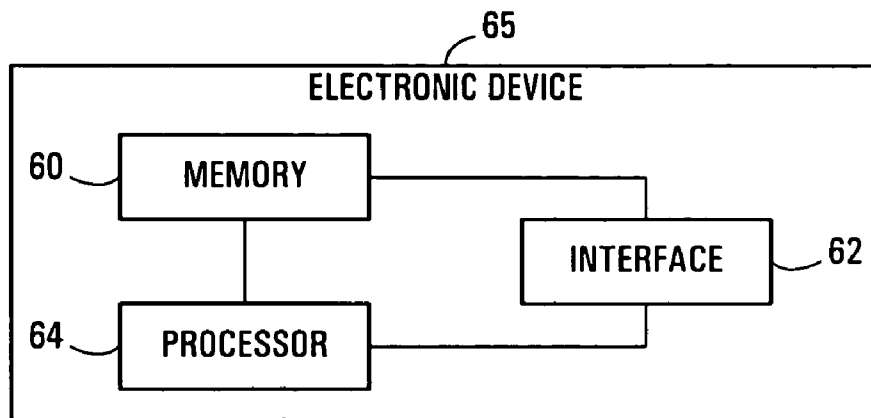 65
ELECTRONIC DEVICE
60
MEMORY
INTERFACE
62
64
PROCESSOR